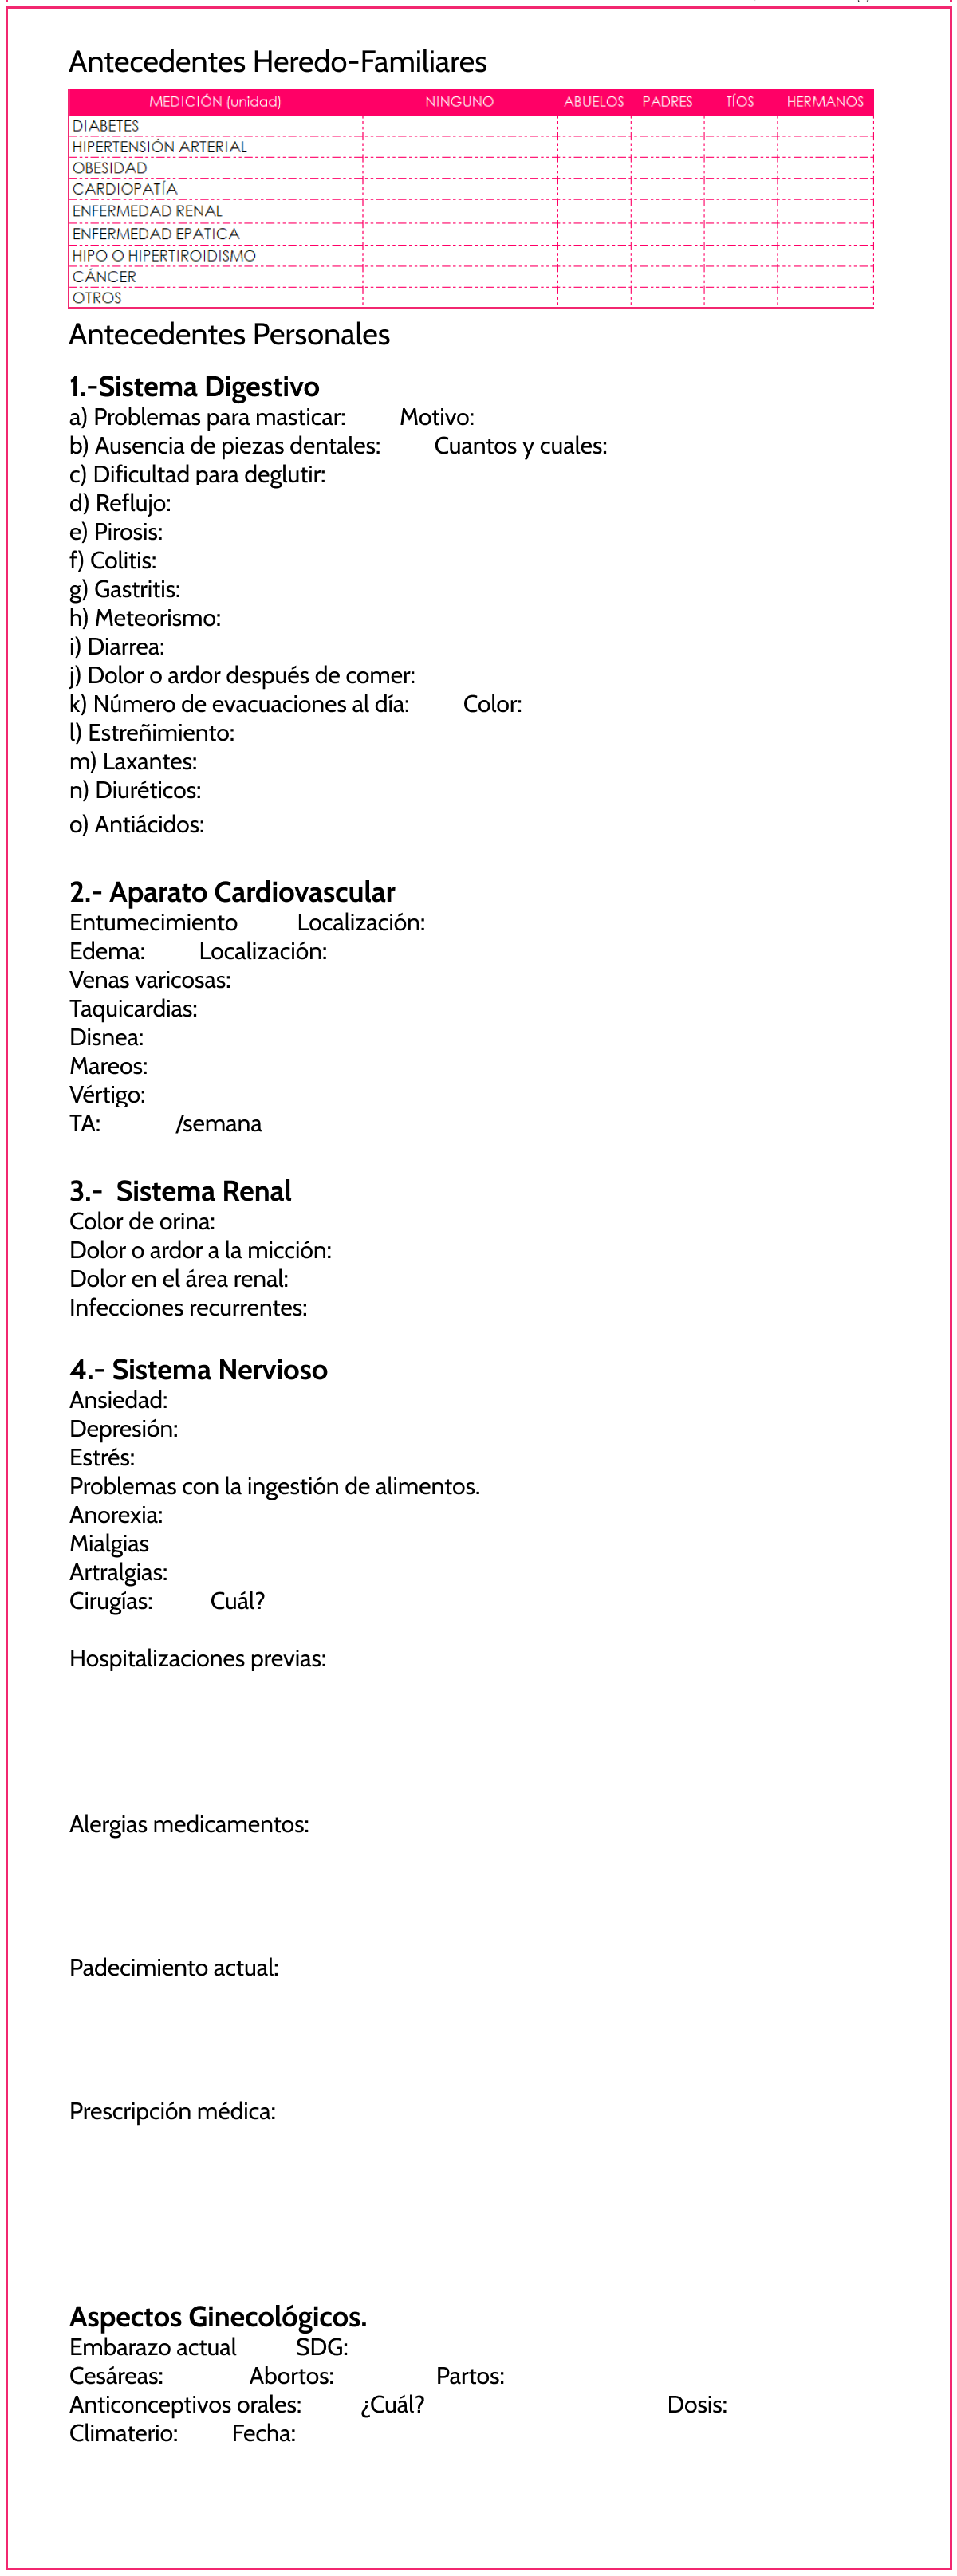 Antecedentes Heredo-Familiares
MEDICIÓN (unidad) NINGUNO ABUELOS PADRES TÍOS HERMANOS
DIABETES
HIPERTENSIÓN ARTERIAL
OBESIDAD
CARDIOPATÍA
ENFERMEDAD RENAL
ENFERMEDAD EPATICA
HIPO O HIPERTIROIDISMO
CÁNCER
OTROS
Antecedentes Personales
1.-Sistema Digestivo
a) Problemas para masticar: Motivo:
b) Ausencia de piezas dentales: Cuantos y cuales:
c) Dificultad para deglutir:
d) Reflujo:
e) Pirosis:
f) Colitis:
g) Gastritis:
h) Meteorismo:
i) Diarrea:
j) Dolor o ardor después de comer:
k) Número de evacuaciones al día: Color:
l) Estreñimiento:
m) Laxantes:
n) Diuréticos:
o) Antiácidos:
2.- Aparato Cardiovascular
Entumecimiento Localización:
Edema: Localización:
Venas varicosas:
Taquicardias:
Disnea:
Mareos:
Vértigo:
TA: /semana
3.- Sistema Renal
Color de orina:
Dolor o ardor a la micción:
Dolor en el área renal:
Infecciones recurrentes:
4.- Sistema Nervioso
Ansiedad:
Depresión:
Estrés:
Problemas con la ingestión de alimentos.
Anorexia:
Mialgias
Artralgias:
Cirugías: Cuál?
Hospitalizaciones previas:
Alergias medicamentos:
Padecimiento actual:
Prescripción médica:
Aspectos Ginecológicos.
Embarazo actual SDG:
Cesáreas: Abortos: Partos:
Anticonceptivos orales: ¿Cuál? Dosis:
Climaterio: Fecha: